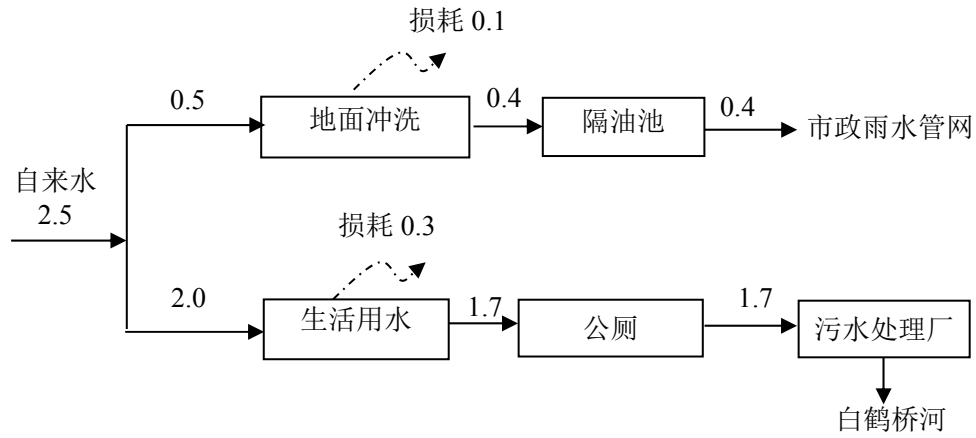 损耗 0.1
0.5
地面冲洗
0.4
隔油池
0.4
市政雨水管网
自来水
2.5
损耗 0.3
2.0
生活用水
1.7
公厕
1.7
污水处理厂
白鹤桥河